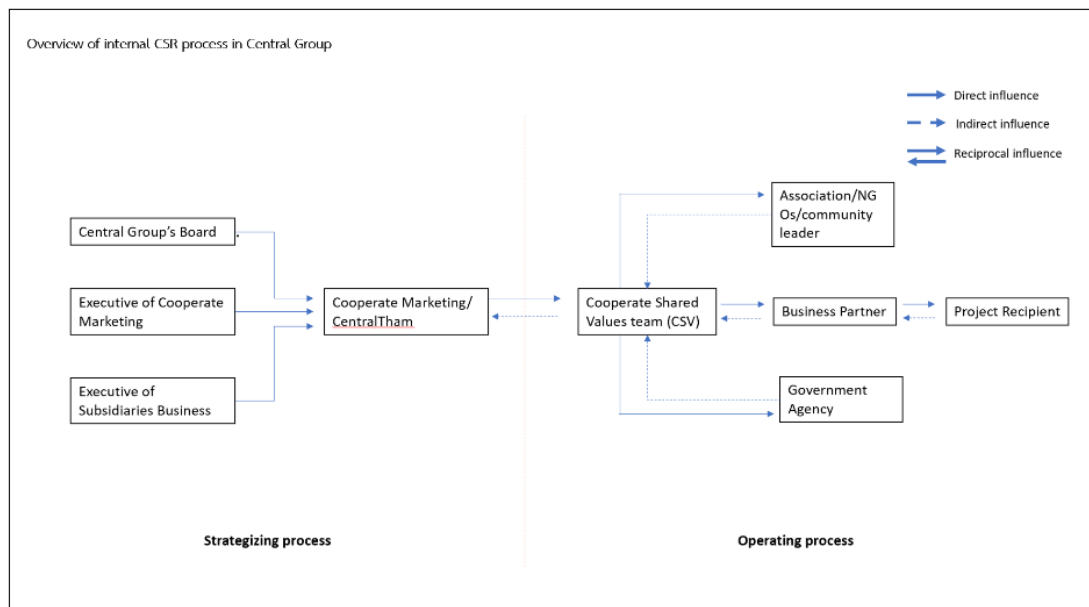 Overview of internal CSR process in Central Group
Direct influence
Indirect influence
Reciprocal influence
Association/NG
Os/community
leader
Central Group's Board
Executive of Cooperate
Marketing
Cooperate Marketing/
CentralTham
Cooperate Shared
Values team (CSV)
Business Partner
Project Recipient
Executive of
Subsidiaries Business
Government
Agency
Strategizing process
Operating process